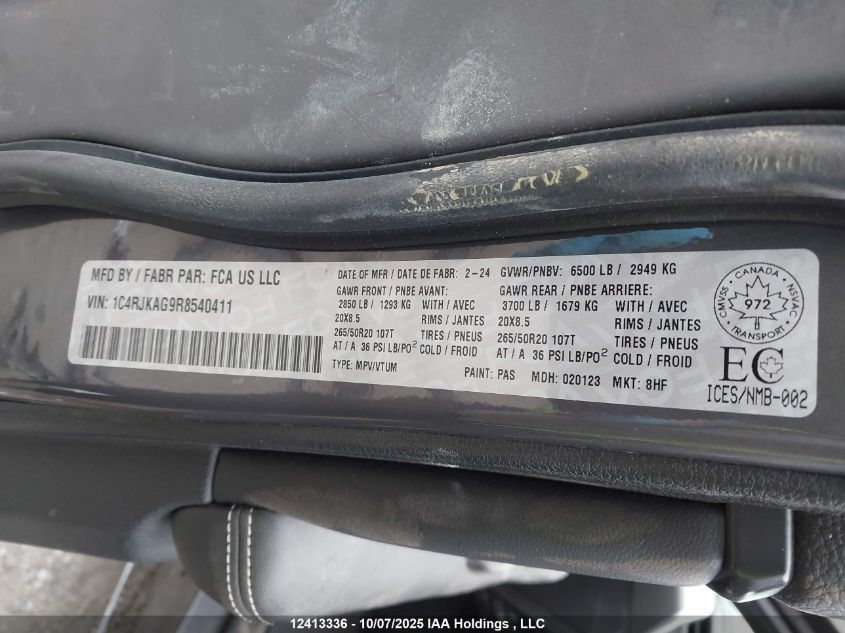 MFD BY / FABR PAR: FCA US LLC
VIN: 1C4RJKAG9R8540411
DATE OF MFR / DATE DE FABR: 2-24
GAWR FRONT / PNBE AVANT:
2850 LB / 1293 KG WITH / AVEC
20X8.5 RIMS / JANTES
265/50R20 107T TIRES / PNEUS
AT / A 36 PSI LB/PO² COLD / FROID
TYPE: MPV/VTUM
GVWR/PNBV: 6500 LB / 2949 KG
GAWR REAR / PNBE ARRIERE:
3700 LB / 1679 KG WITH / AVEC
20X8.5 RIMS / JANTES
265/50R20 107T TIRES / PNEUS
AT / A 36 PSI LB/PO² COLD / FROID
PAINT: PAS MDH: 020123 MKT: 8HF
CMVSS · CANADA · NSVAC
972
TRANSPORT
EC
ICES/NMB-002
12413336 - 10/07/2025 IAA Holdings , LLC